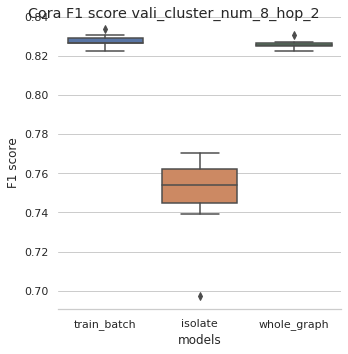 Cora F1 score vali_cluster_num_8_hop_2
0.84
0.82
0.80
0.78
0.76
0.74
0.72
0.70
F1 score
train_batch
isolate
whole_graph
models